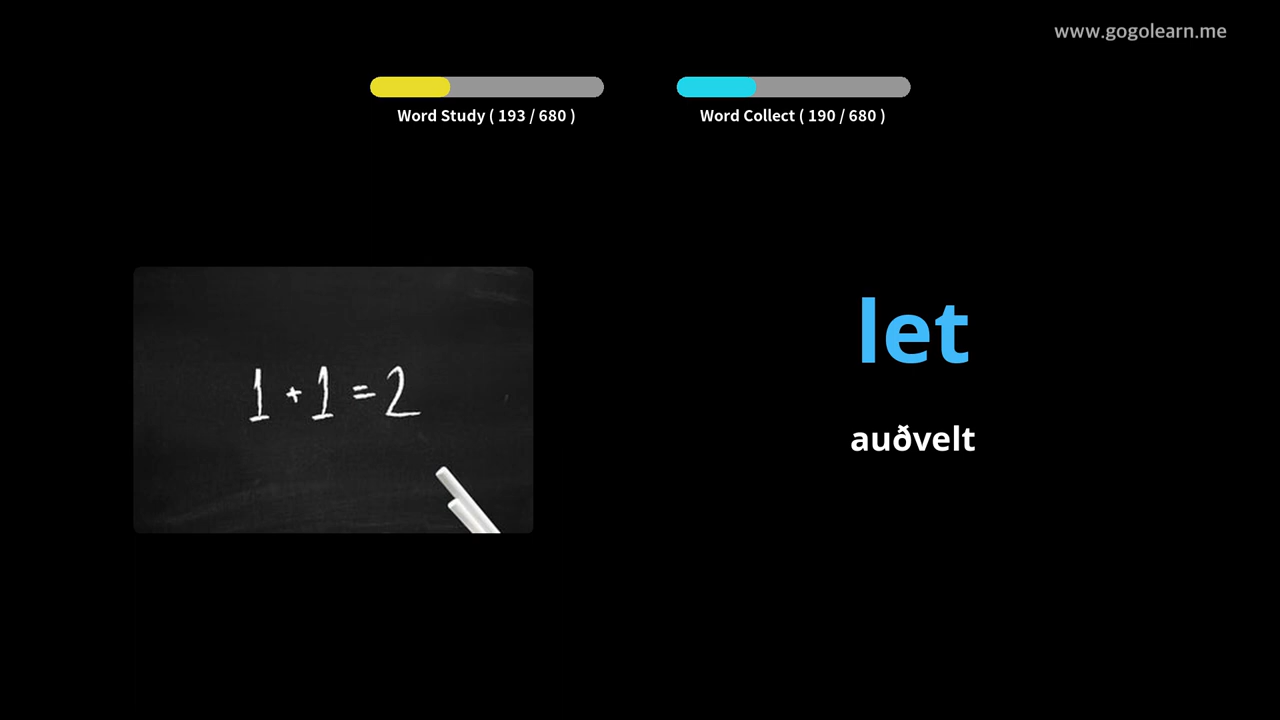 www.gogolearn.me
Word Study ( 193 / 680 )
Word Collect ( 190 / 680 )
1 + 1 = 2
let
auðvelt